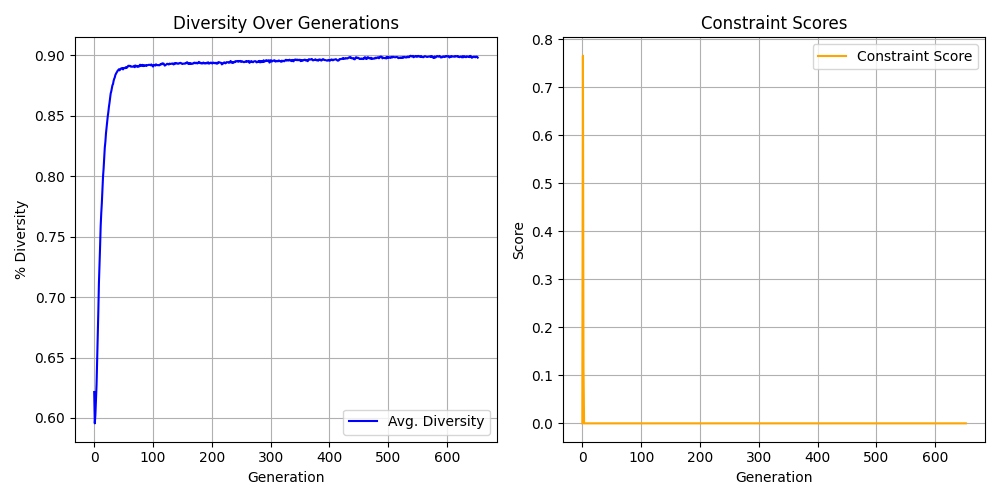 Diversity Over Generations
% Diversity
0.90
0.85
0.80
0.75
0.70
0.65
0.60
0 100 200 300 400 500 600
Generation
Avg. Diversity
Constraint Scores
Score
0.8
0.7
0.6
0.5
0.4
0.3
0.2
0.1
0.0
0 100 200 300 400 500 600
Generation
Constraint Score